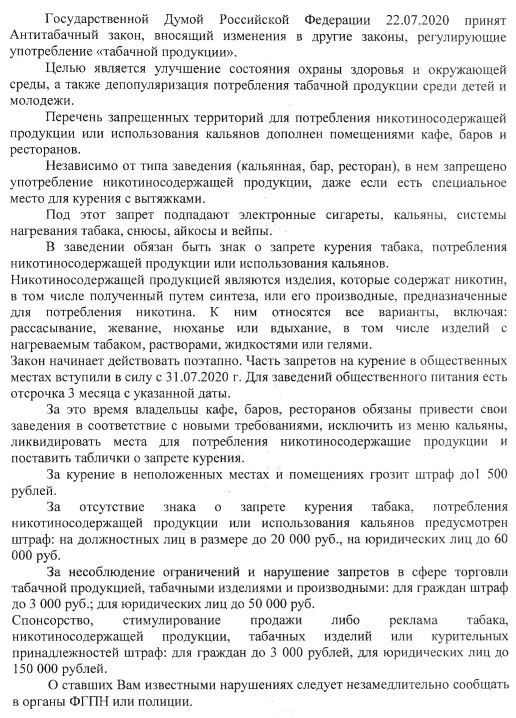 Государственной Думой Российской Федерации 22.07.2020 принят
Антитабачный закон, вносящий изменения в другие законы, регулирующие
употребление «табачной продукции».
Целью является улучшение состояния охраны здоровья и окружающей
среды, а также депопуляризация потребления табачной продукции среди детей и
молодежи.
Перечень запрещенных территорий для потребления никотиносодержащей
продукции или использования кальянов дополнен помещениями кафе, баров и
ресторанов.
Независимо от типа заведения (кальянная, бар, ресторан), в нем запрещено
употребление никотиносодержащей продукции, даже если есть специальное
место для курения с вытяжками.
Под этот запрет подпадают электронные сигареты, кальяны, системы
нагревания табака, снюсы, айкосы и вейпы.
В заведении обязан быть знак о запрете курения табака, потребления
никотиносодержащей продукции или использования кальянов.
Никотиносодержащей продукцией являются изделия, которые содержат никотин,
в том числе полученный путем синтеза, или его производные, предназначенные
для потребления никотина. К ним относятся все варианты, включая:
рассасывание, жевание, нюханье или вдыхание, в том числе изделий с
нагреваемым табаком, растворами, жидкостями или гелями.
Закон начинает действовать поэтапно. Часть запретов на курение в общественных
местах вступили в силу с 31.07.2020 г. Для заведений общественного питания есть
отсрочка 3 месяца с указанной даты.
За это время владельцы кафе, баров, ресторанов обязаны привести свои
заведения в соответствие с новыми требованиями, исключить из меню кальяны,
ликвидировать места для потребления никотиносодержащие продукции и
поставить таблички о запрете курения.
За курение в неположенных местах и помещениях грозит штраф до1 500
рублей.
За отсутствие знака о запрете курения табака, потребления
никотиносодержащей продукции или использования кальянов предусмотрен
штраф: на должностных лиц в размере до 20 000 руб., на юридических лиц до 60
000 руб.
За несоблюдение ограничений и нарушение запретов в сфере торговли
табачной продукцией, табачными изделиями и производными: для граждан штраф
до 3 000 руб.; для юридических лиц до 50 000 руб.
Спонсорство, стимулирование продажи либо реклама табака,
никотиносодержащей продукции, табачных изделий или курительных
принадлежностей штраф: для граждан до 3 000 рублей, для юридических лиц до
150 000 рублей.
О ставших Вам известными нарушениях следует незамедлительно сообщать
в органы ФГПН или полиции.